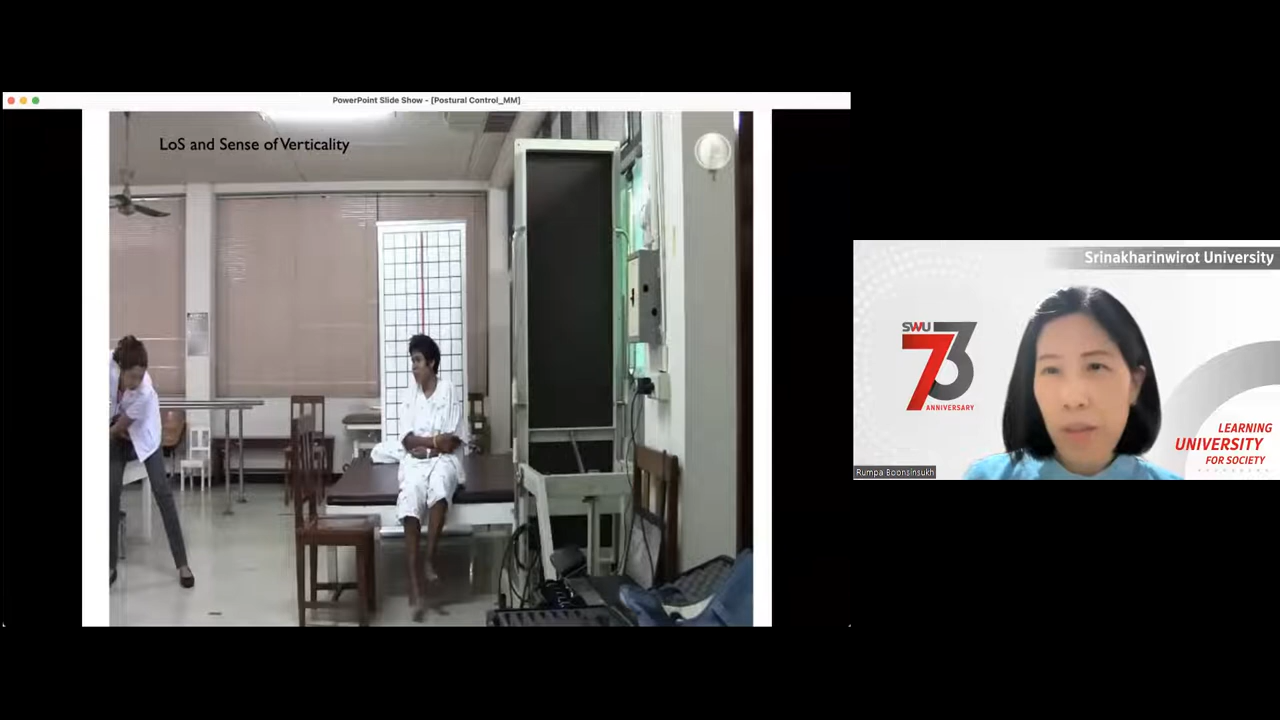 PowerPoint Slide Show - [Postural Control_MM]
LoS and Sense of Verticality
Srinakharinwirot University
SWU
73
ANNIVERSARY
LEARNING
UNIVERSITY
FOR SOCIETY
Rumpa Boonsinsukh